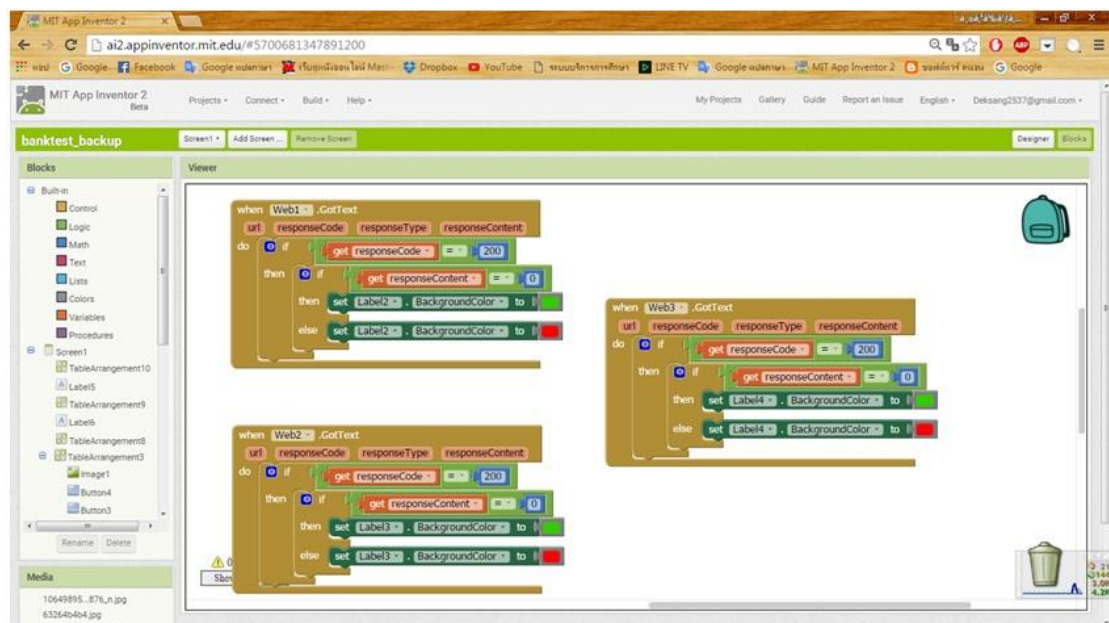 MIT App Inventor 2
ai2.appinventor.mit.edu/#5700681347891200
แอป Google Facebook Google แปลภาษา Dropbox YouTube LINE TV Google แปลภาษา MIT App Inventor 2 Google
MIT App Inventor 2
Beta
Projects Connect Build Help My Projects Gallery Guide Report an Issue English Deksang2537@gmail.com
banktest_backup Screen1 Add Screen ... Remove Screen Designer Blocks
Blocks
Viewer
Built-in
Control
Logic
Math
Text
Lists
Colors
Variables
Procedures
Screen1
TableArrangement10
Label5
TableArrangement9
Label6
TableArrangement8
TableArrangement3
Image1
Button4
Button3
Rename Delete
Media
10649895...876_n.jpg
63264b4b4.jpg
when Web1 .GotText
url responseCode responseType responseContent
do if get responseCode = 200
then if get responseContent = 0
then set Label2 . BackgroundColor to
else set Label2 . BackgroundColor to
when Web2 .GotText
url responseCode responseType responseContent
do if get responseCode = 200
then if get responseContent = 0
then set Label3 . BackgroundColor to
else set Label3 . BackgroundColor to
0
Show
when Web3 .GotText
url responseCode responseType responseContent
do if get responseCode = 200
then if get responseContent = 0
then set Label4 . BackgroundColor to
else set Label4 . BackgroundColor to